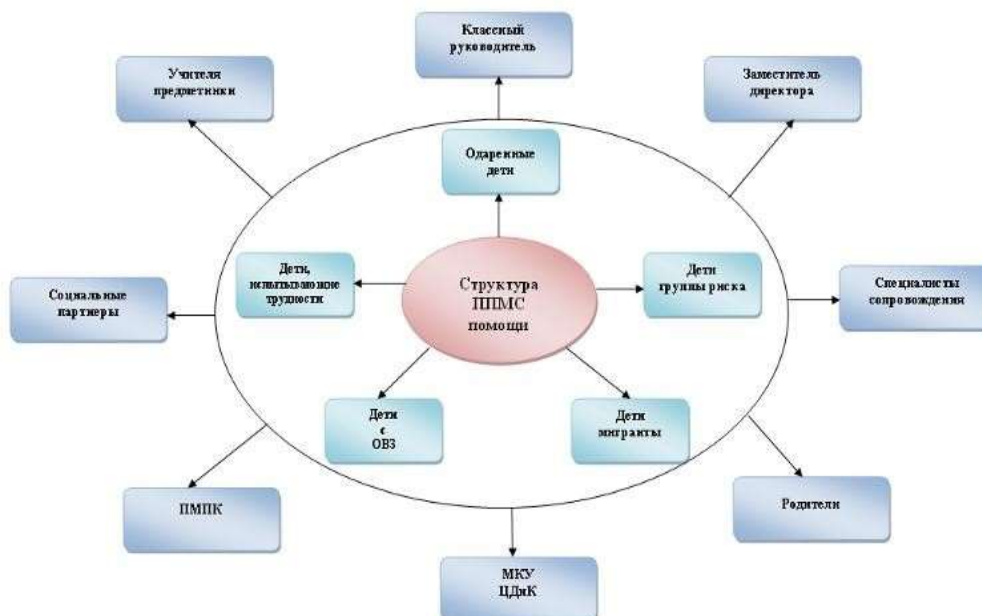 Классный
руководитель
Учителя
предметники
Заместитель
директора
Одаренные
дети
Дети,
испытывающие
трудности
Структура
ППМС
помощи
Дети
группы риска
Социальные
партнеры
Специалисты
сопровождения
Дети
с
ОВЗ
Дети
мигранты
ПМПК
Родители
МКУ
ЦДиК